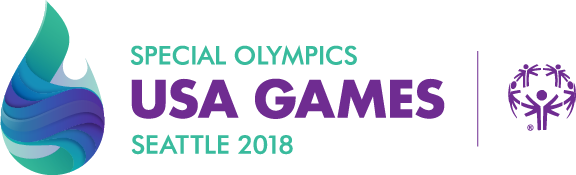 SPECIAL OLYMPICS
USA GAMES
SEATTLE 2018
®